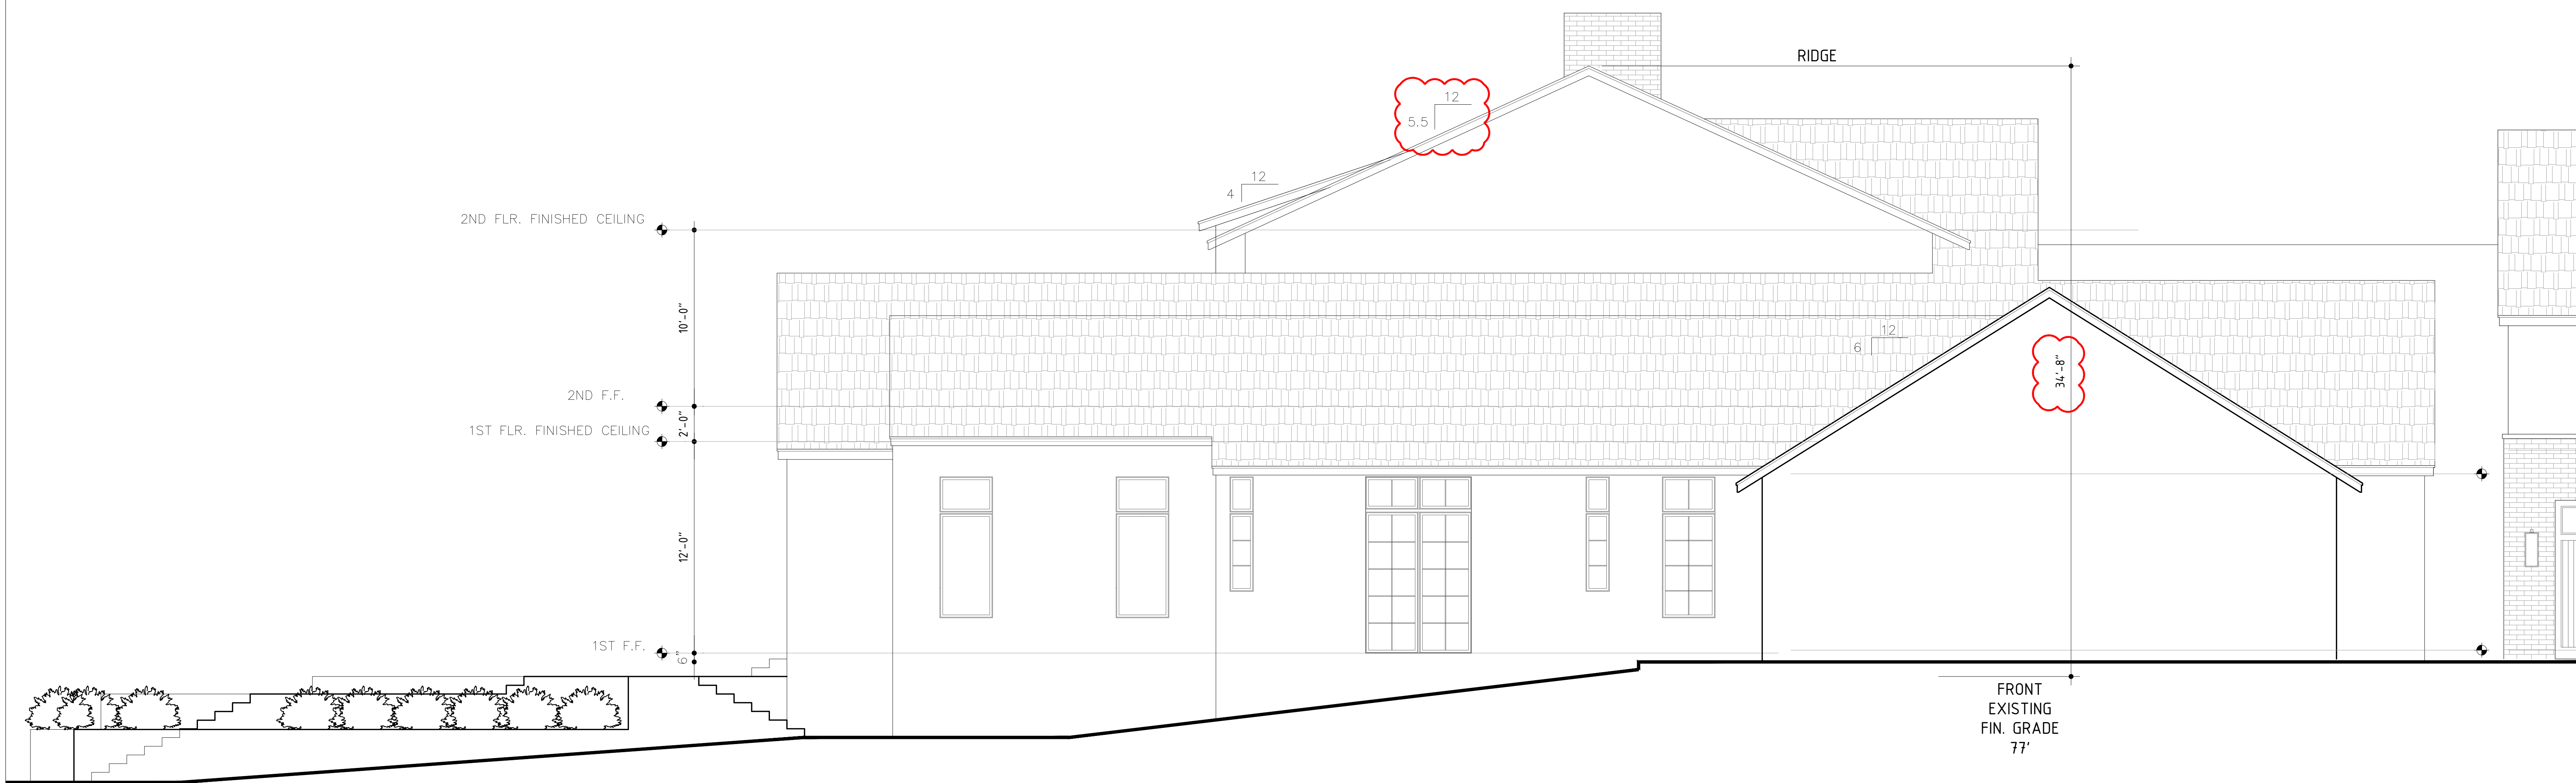 RIDGE
12
5.5
12
4
2ND FLR. FINISHED CEILING
10'-0"
12
6
34'-8"
2ND F.F.
2'-0"
1ST FLR. FINISHED CEILING
12'-0"
1ST F.F.
6"
FRONT
EXISTING
FIN. GRADE
77'